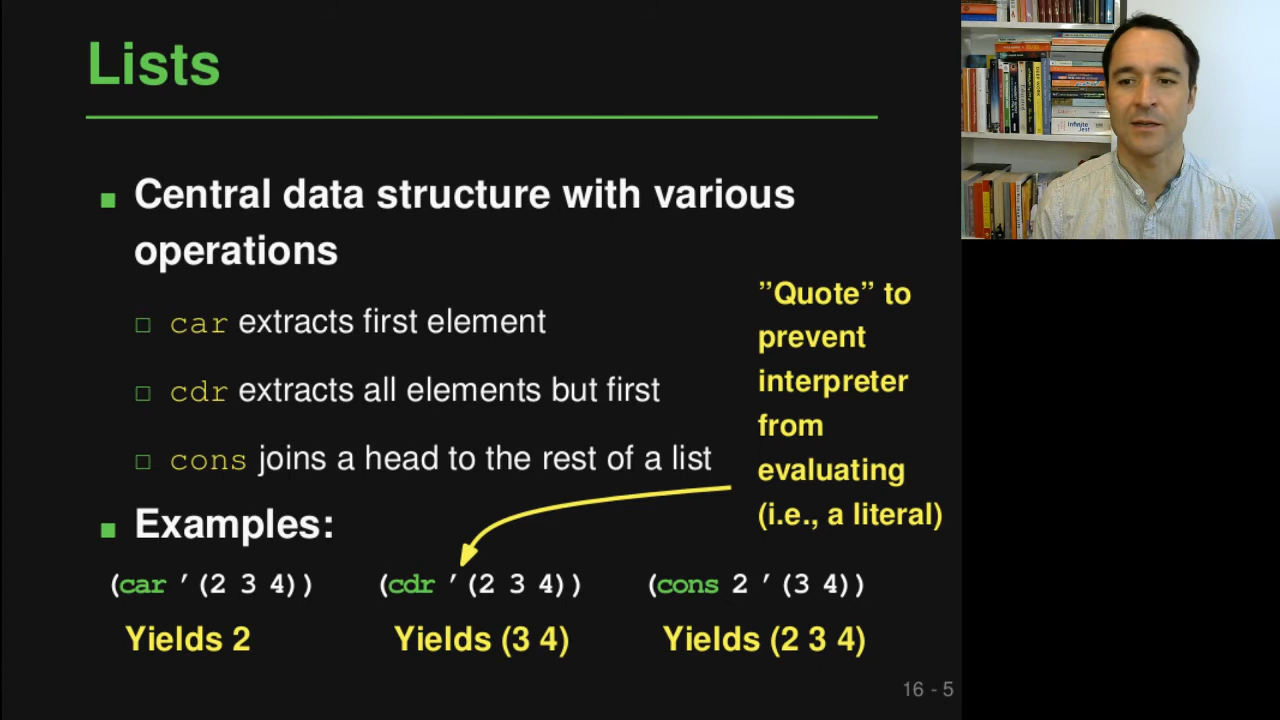 Lists
Central data structure with various
operations
car extracts first element
cdr extracts all elements but first
cons joins a head to the rest of a list
”Quote” to
prevent
interpreter
from
evaluating
(i.e., a literal)
Examples:
(car ’(2 3 4)) (cdr ’(2 3 4)) (cons 2 ’(3 4))
Yields 2 Yields (3 4) Yields (2 3 4)
16 - 5
Infinite
Jest